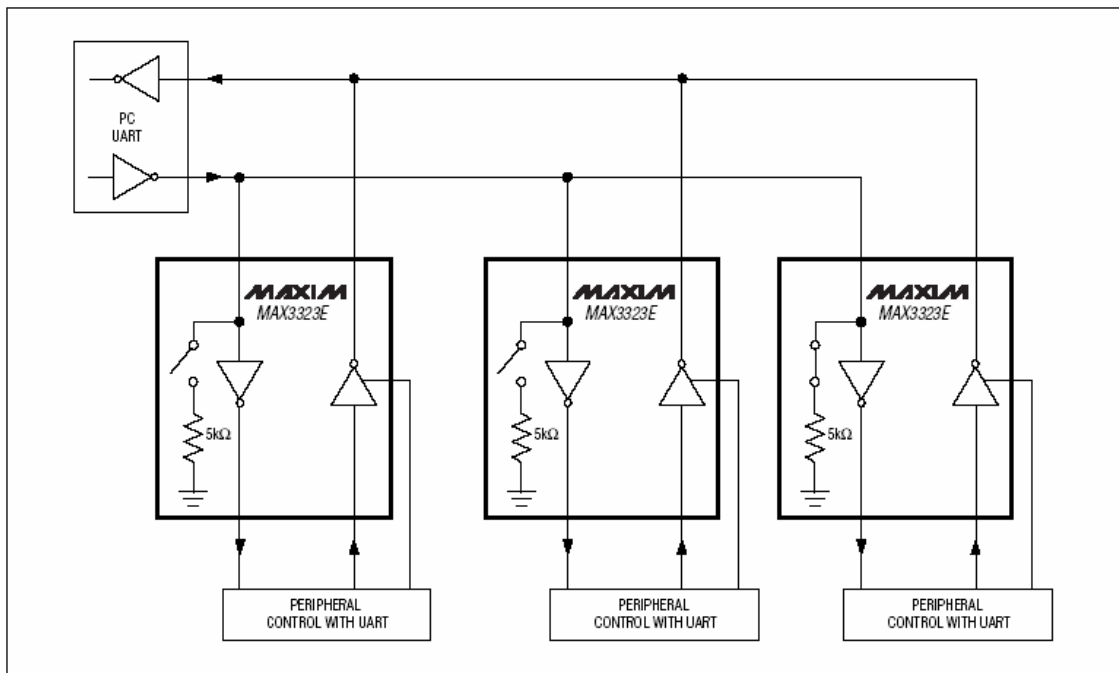 PC
UART
MAXIM
MAX3323E
5kΩ
MAXIM
MAX3323E
5kΩ
MAXIM
MAX3323E
5kΩ
PERIPHERAL
CONTROL WITH UART
PERIPHERAL
CONTROL WITH UART
PERIPHERAL
CONTROL WITH UART